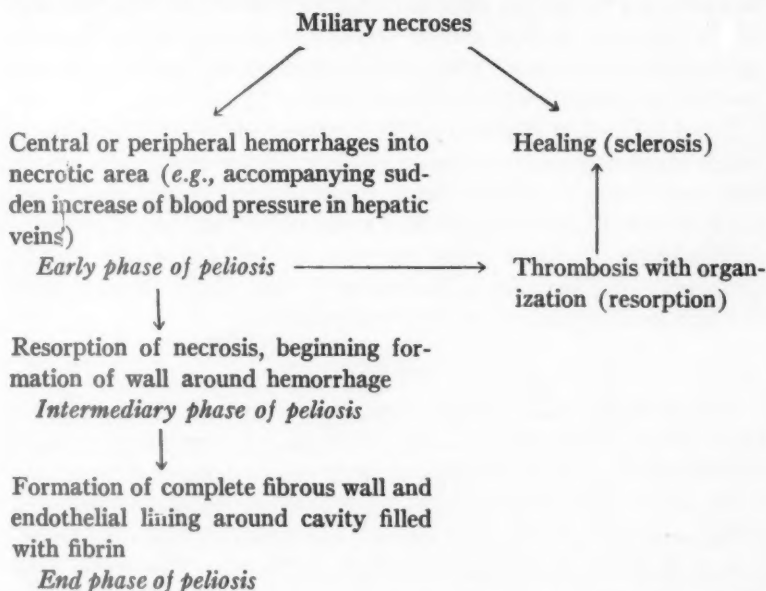 Miliary necroses
Central or peripheral hemorrhages into
necrotic area (e.g., accompanying sud-
den increase of blood pressure in hepatic
veins)
Early phase of peliosis
Healing (sclerosis)
Thrombosis with organ-
ization (resorption)
Resorption of necrosis, beginning for-
mation of wall around hemorrhage
Intermediary phase of peliosis
Formation of complete fibrous wall and
endothelial lining around cavity filled
with fibrin
End phase of peliosis